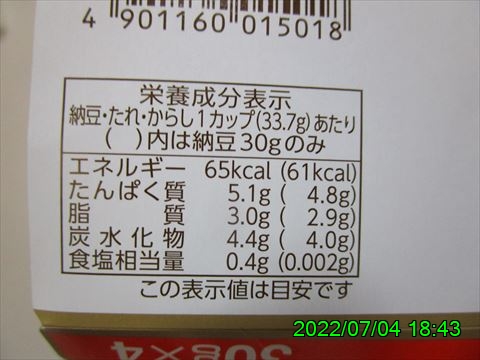 4 901160 015018
栄養成分表示
納豆・たれ・からし1カップ(33.7g)あたり
( )内は納豆30gのみ
エネルギー 65kcal (61kcal)
たんぱく質 5.1g ( 4.8g)
脂 質 3.0g ( 2.9g)
炭水化物 4.4g ( 4.0g)
食塩相当量 0.4g (0.002g)
この表示値は目安です
30g×4
2022/07/04 18:43